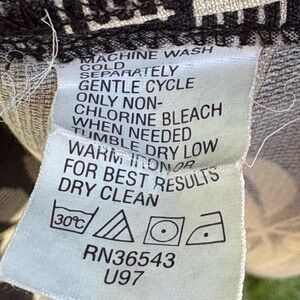 MACHINE WASH
COLD
SEPARATELY
GENTLE CYCLE
ONLY NON-
CHLORINE BLEACH
WHEN NEEDED
TUMBLE DRY LOW
WARM IRON OR
FOR BEST RESULTS
DRY CLEAN
30°C
RN36543
U97